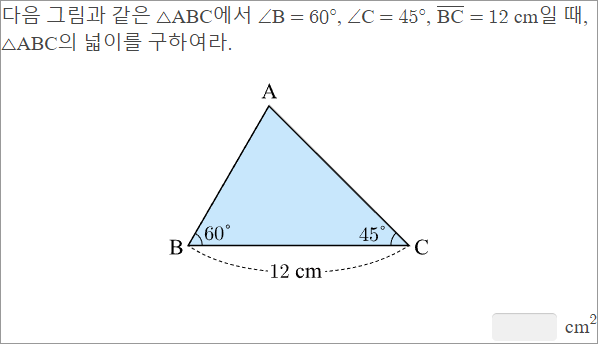 다음 그림과 같은 △ABC에서 ∠B = 60°, ∠C = 45°, \overline{BC} = 12 cm일 때,
△ABC의 넓이를 구하여라.
A
60°
45°
B
C
12 cm
cm²